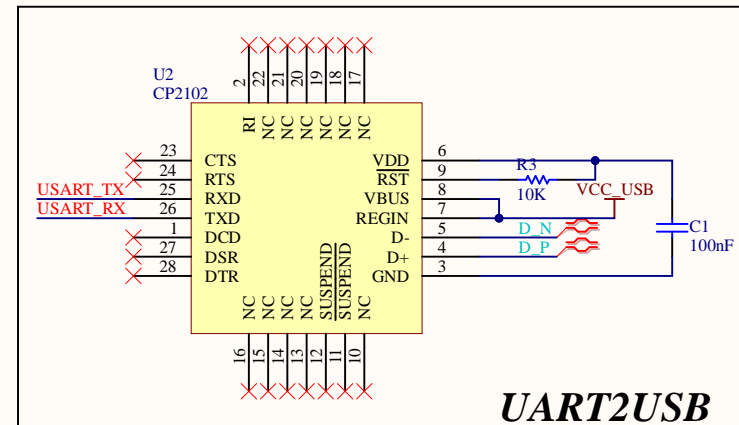 U2
CP2102
2 22 21 20 19 18 17
RI NC NC NC NC NC NC
23 CTS
24 RTS
USART_TX 25 RXD
USART_RX 26 TXD
1 DCD
27 DSR
28 DTR
VDD 6
RST 9
VBUS 8
REGIN 7
D- 5
D+ 4
GND 3
R3
10K
VCC_USB
D_N
D_P
C1
100nF
NC NC NC NC SUSPEND SUSPEND NC
16 15 14 13 12 11 10
UART2USB